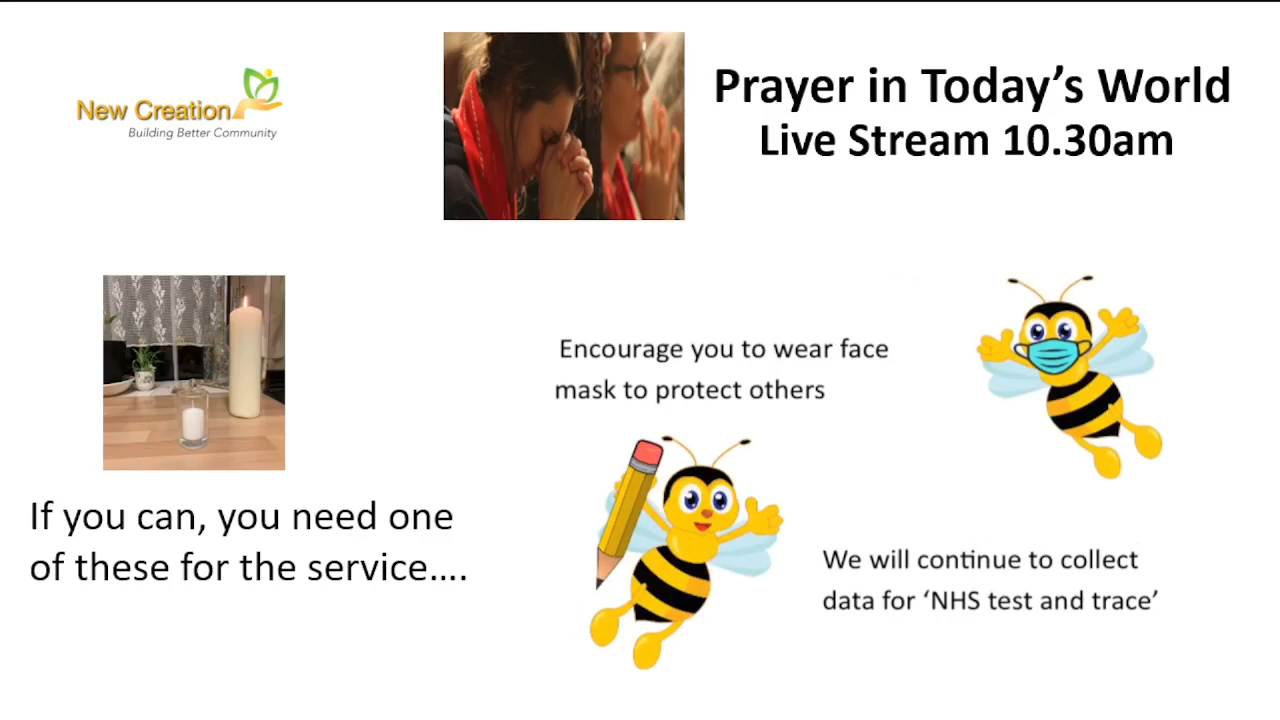 New Creation
Building Better Community
Prayer in Today's World
Live Stream 10.30am
Encourage you to wear face
mask to protect others
If you can, you need one
of these for the service....
We will continue to collect
data for ‘NHS test and trace’